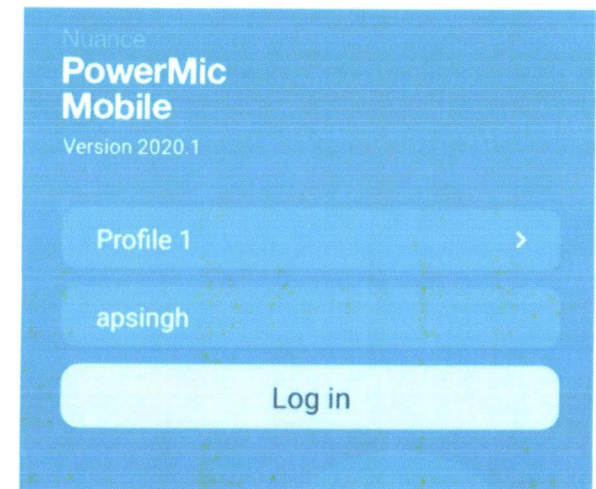 Nuance
PowerMic
Mobile
Version 2020.1
Profile 1
apsingh
Log in